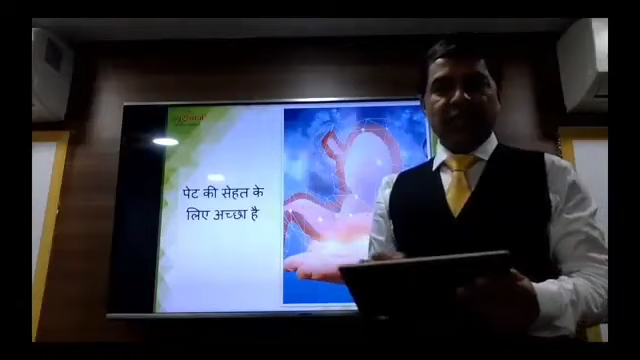 पेट की सेहत के
लिए अच्छा है